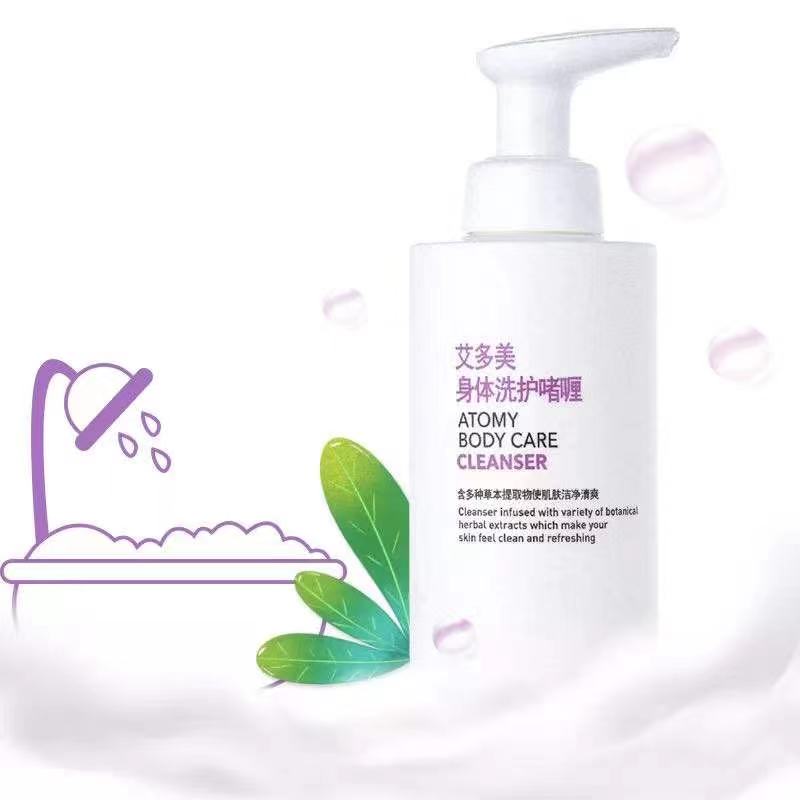 艾多美
身体洗护啫喱
ATOMY
BODY CARE
CLEANSER
含多种草本提取物使肌肤洁净清爽
Cleanser infused with variety of botanical
herbal extracts which make your
skin feel clean and refreshing